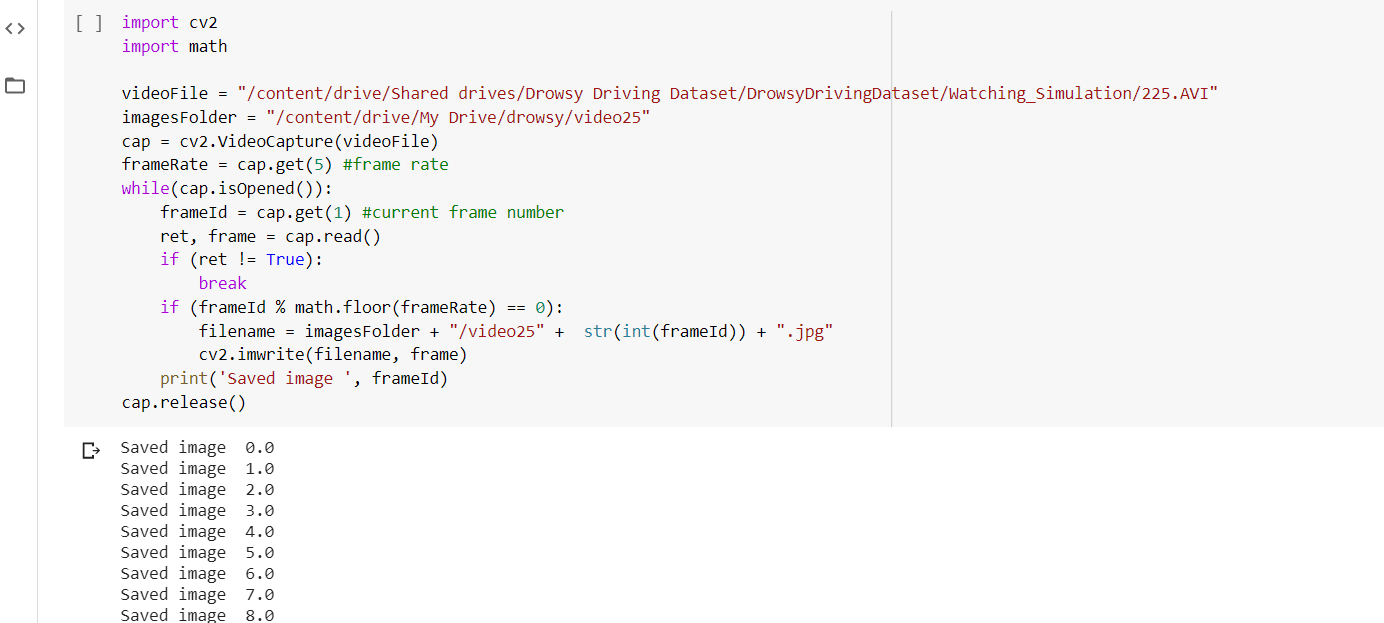 [ ] import cv2
import math
videoFile = "/content/drive/Shared drives/Drowsy Driving Dataset/DrowsyDrivingDataset/Watching_Simulation/225.AVI"
imagesFolder = "/content/drive/My Drive/drowsy/video25"
cap = cv2.VideoCapture(videoFile)
frameRate = cap.get(5) #frame rate
while(cap.isOpened()):
    frameId = cap.get(1) #current frame number
    ret, frame = cap.read()
    if (ret != True):
        break
    if (frameId % math.floor(frameRate) == 0):
        filename = imagesFolder + "/video25" +  str(int(frameId)) + ".jpg"
        cv2.imwrite(filename, frame)
    print('Saved image ', frameId)
cap.release()
Saved image  0.0
Saved image  1.0
Saved image  2.0
Saved image  3.0
Saved image  4.0
Saved image  5.0
Saved image  6.0
Saved image  7.0
Saved image  8.0